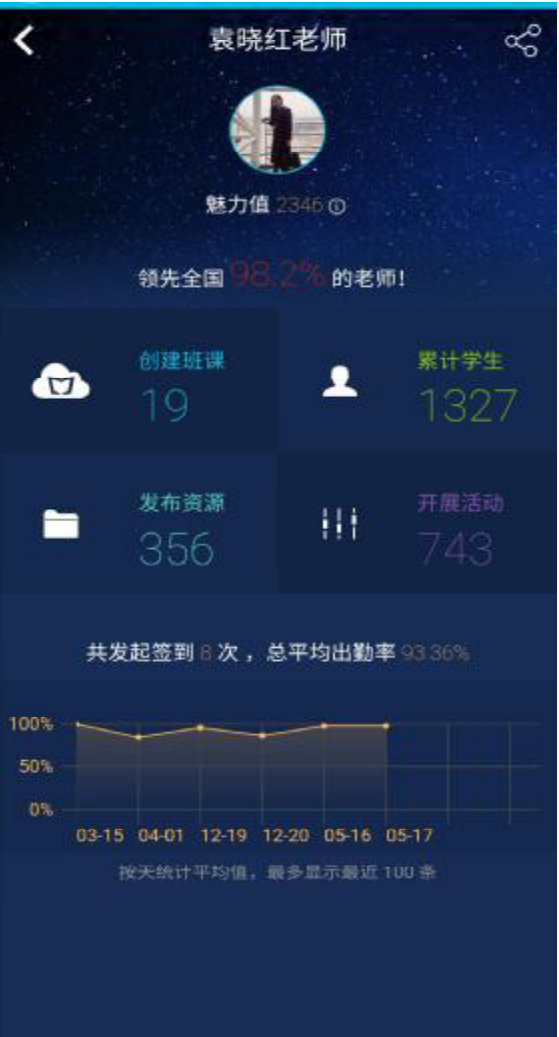 袁晓红老师
魅力值 2346
领先全国 98.2% 的老师!
创建班课
19
累计学生
1327
发布资源
356
开展活动
743
共发起签到 8 次，总平均出勤率 93.36%
100%
50%
0%
03-15 04-01 12-19 12-20 05-16 05-17
按天统计平均值，最多显示最近 100 条